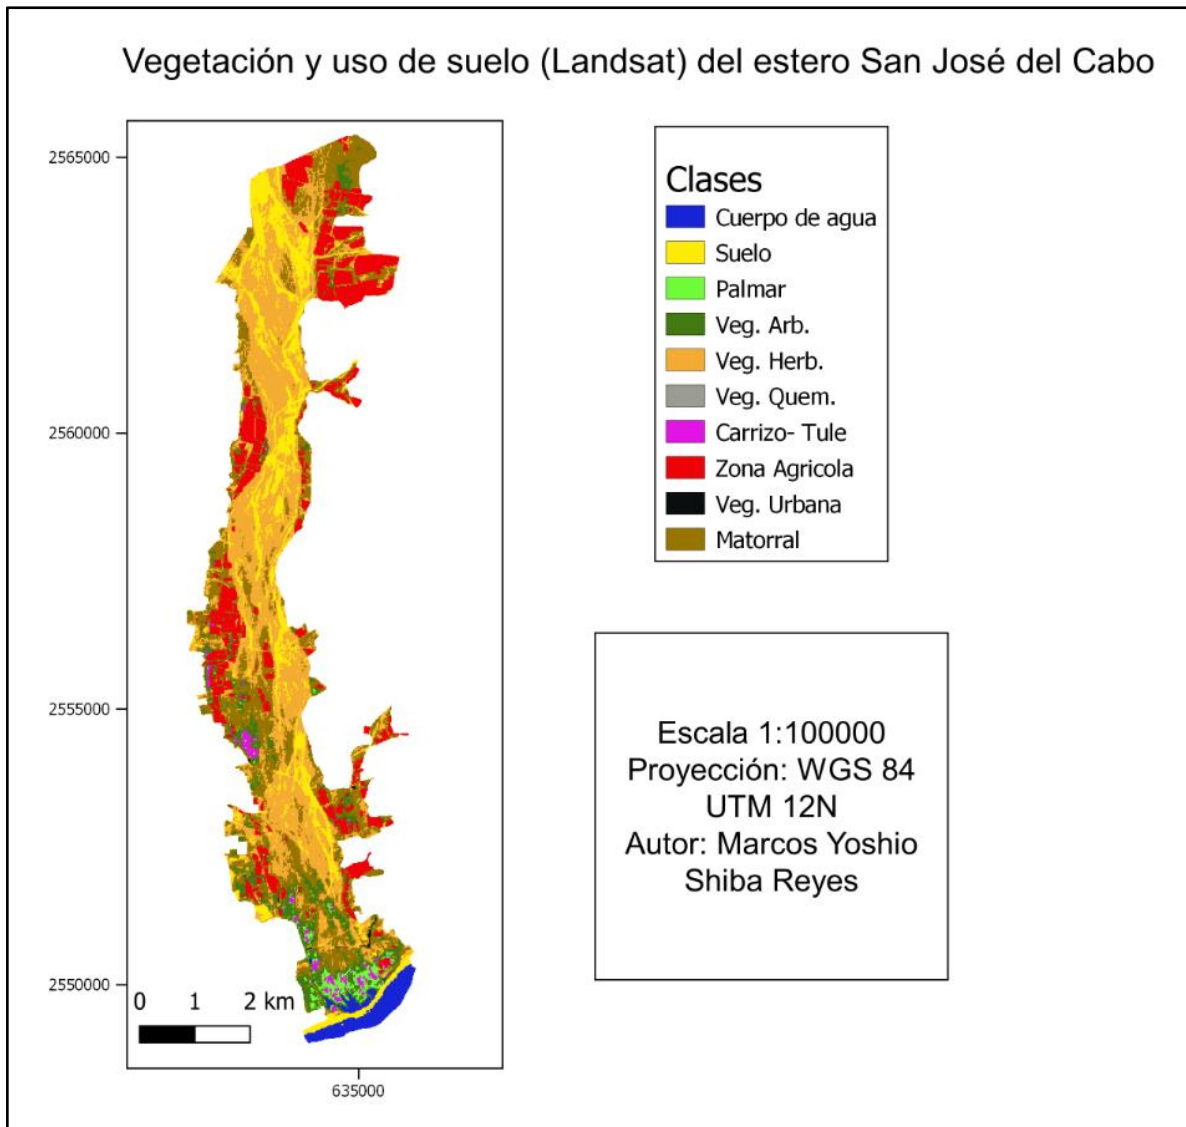 Vegetación y uso de suelo (Landsat) del estero San José del Cabo
2565000
2560000
2555000
2550000
0 1 2 km
635000
Clases
Cuerpo de agua
Suelo
Palmar
Veg. Arb.
Veg. Herb.
Veg. Quem.
Carrizo- Tule
Zona Agricola
Veg. Urbana
Matorral
Escala 1:100000
Proyección: WGS 84
UTM 12N
Autor: Marcos Yoshio
Shiba Reyes